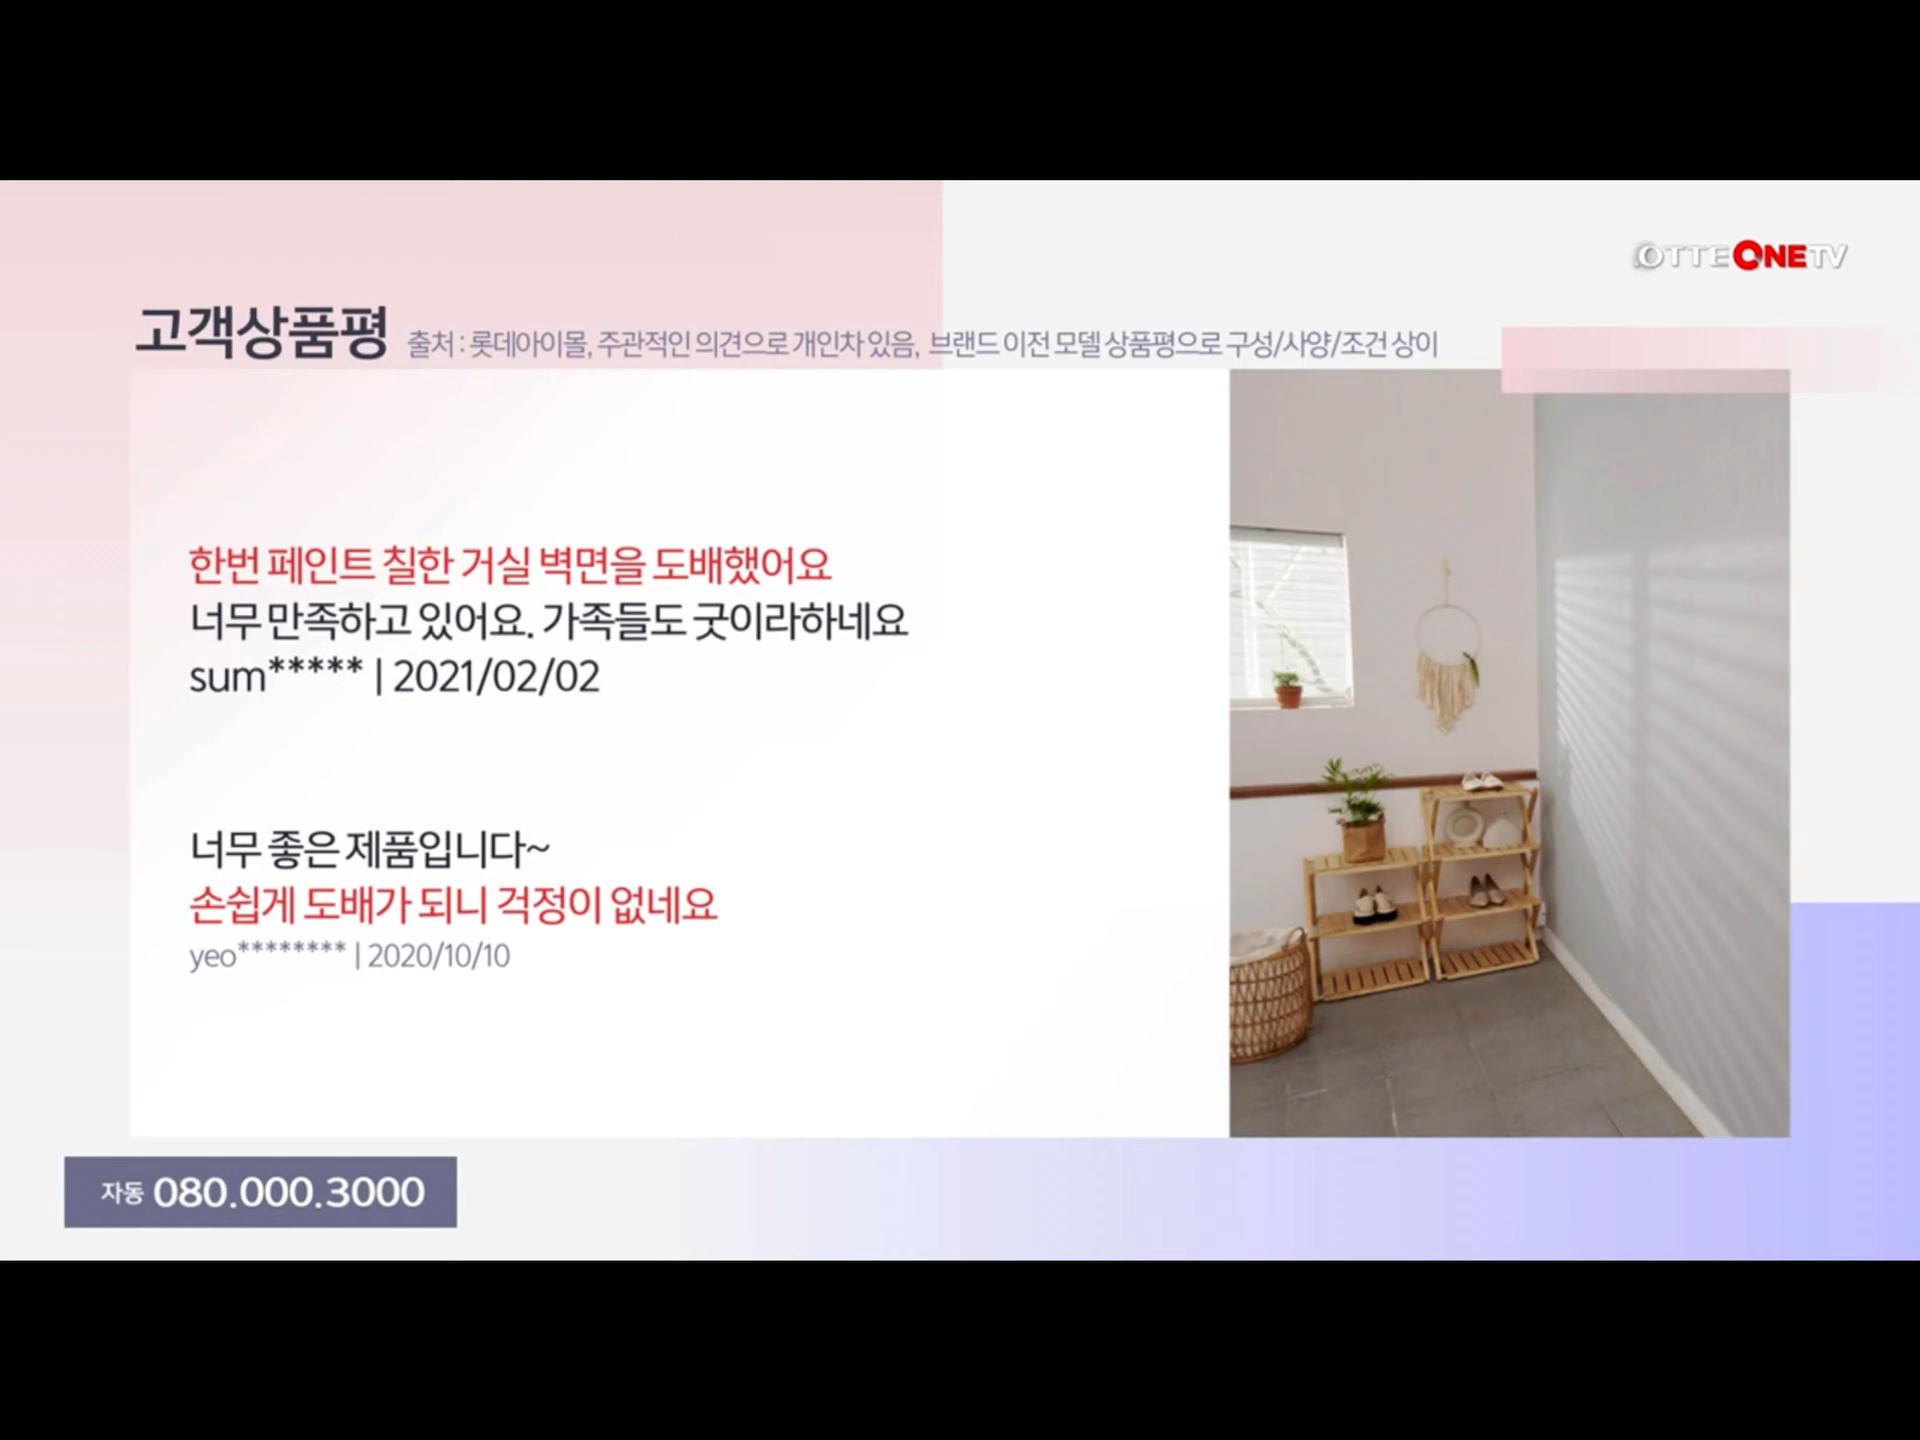 OTTE ONE TV
고객상품평 출처 : 롯데아이몰, 주관적인 의견으로 개인차 있음, 브랜드 이전 모델 상품평으로 구성/사양/조건 상이
한번 페인트 칠한 거실 벽면을 도배했어요
너무 만족하고 있어요. 가족들도 굿이라하네요
sum***** | 2021/02/02
너무 좋은 제품입니다~
손쉽게 도배가 되니 걱정이 없네요
yeo******** | 2020/10/10
자동 080.000.3000